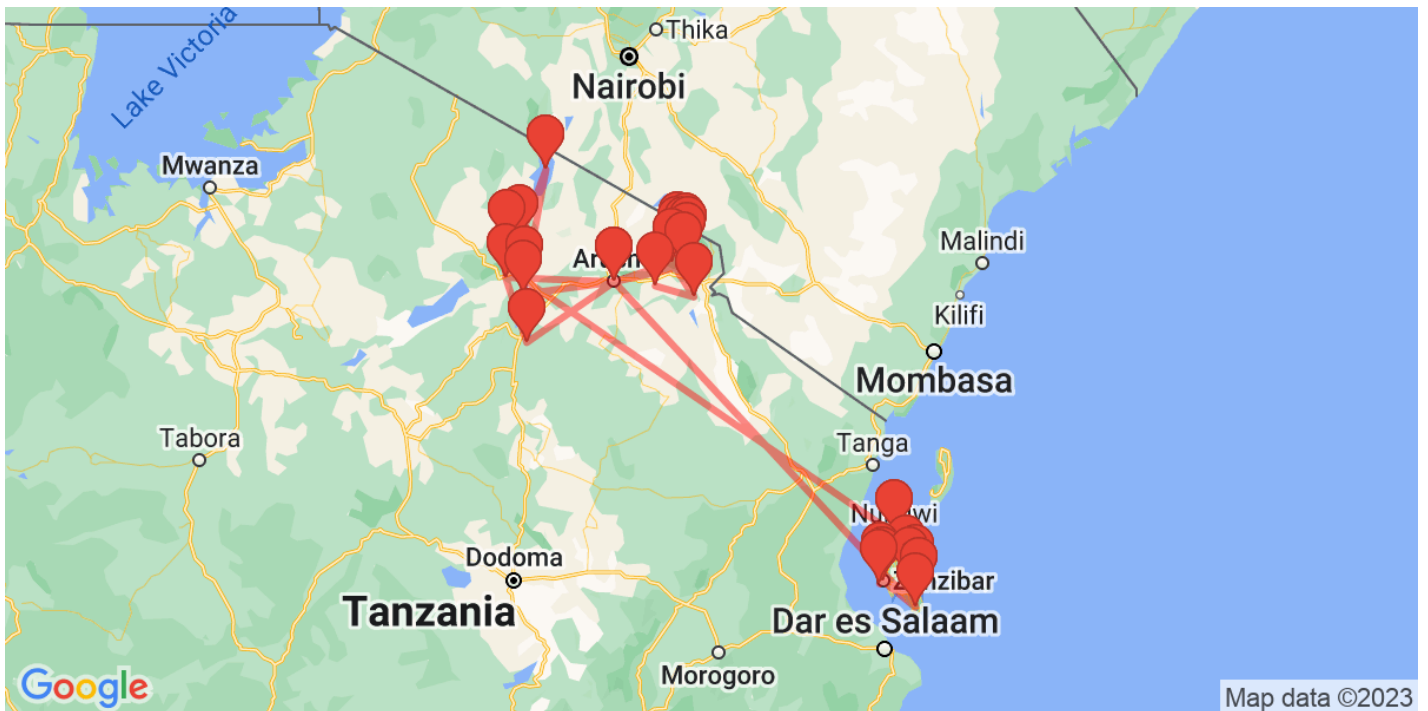 Thika
Nairobi
Lake Victoria
Mwanza
Malindi
Kilifi
Mombasa
Tabora
Tanga
Dodoma
Tanzania
Dar es Salaam
Morogoro
Google
Map data ©2023